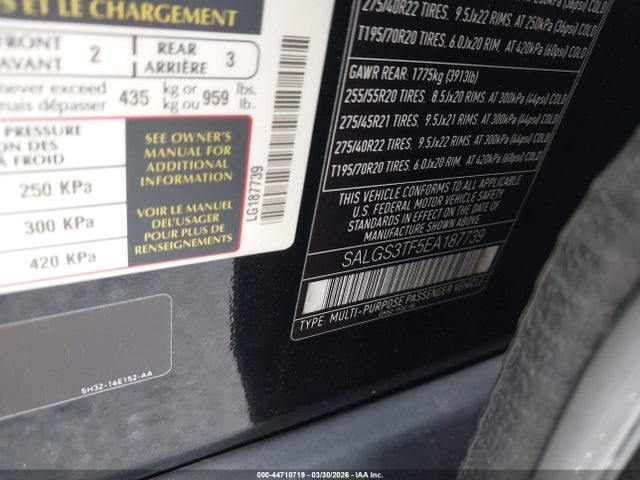 S ET LE CHARGEMENT
FRONT
AVANT
2
REAR
ARRIÈRE
3
never exceed
mais dépasser
435
kg or
kg ou
959
lbs.
lb.
PRESSURE
ION DES
À FROID
250 KPa
300 KPa
420 KPa
SEE OWNER'S
MANUAL FOR
ADDITIONAL
INFORMATION
VOIR LE MANUEL
DE L'USAGER
POUR PLUS DE
RENSEIGNEMENTS
LG187739
275/40R22 TIRES. 9.5Jx22 RIMS. AT 250kPa (36psi) COLD
T195/70R20 TIRES. 6.0Jx20 RIM. AT 420kPa (60psi) COLD
GAWR REAR: 1775kg (3913lb)
255/55R20 TIRES. 8.5Jx20 RIMS. AT 300kPa (44psi) COLD
275/45R21 TIRES. 9.5Jx21 RIMS. AT 300kPa (44psi) COLD
275/40R22 TIRES. 9.5Jx22 RIMS. AT 300kPa (44psi) COLD
T195/70R20 TIRES. 6.0Jx20 RIM. AT 420kPa (60psi) COLD
THIS VEHICLE CONFORMS TO ALL APPLICABLE
U.S. FEDERAL MOTOR VEHICLE SAFETY
STANDARDS IN EFFECT ON THE DATE OF
MANUFACTURE SHOWN ABOVE.
SALGS3TF5EA187739
TYPE: MULTI-PURPOSE PASSENGER VEHICLE
5H32-16E152-AA
000-44710719 - 03/30/2026 - IAA Inc.